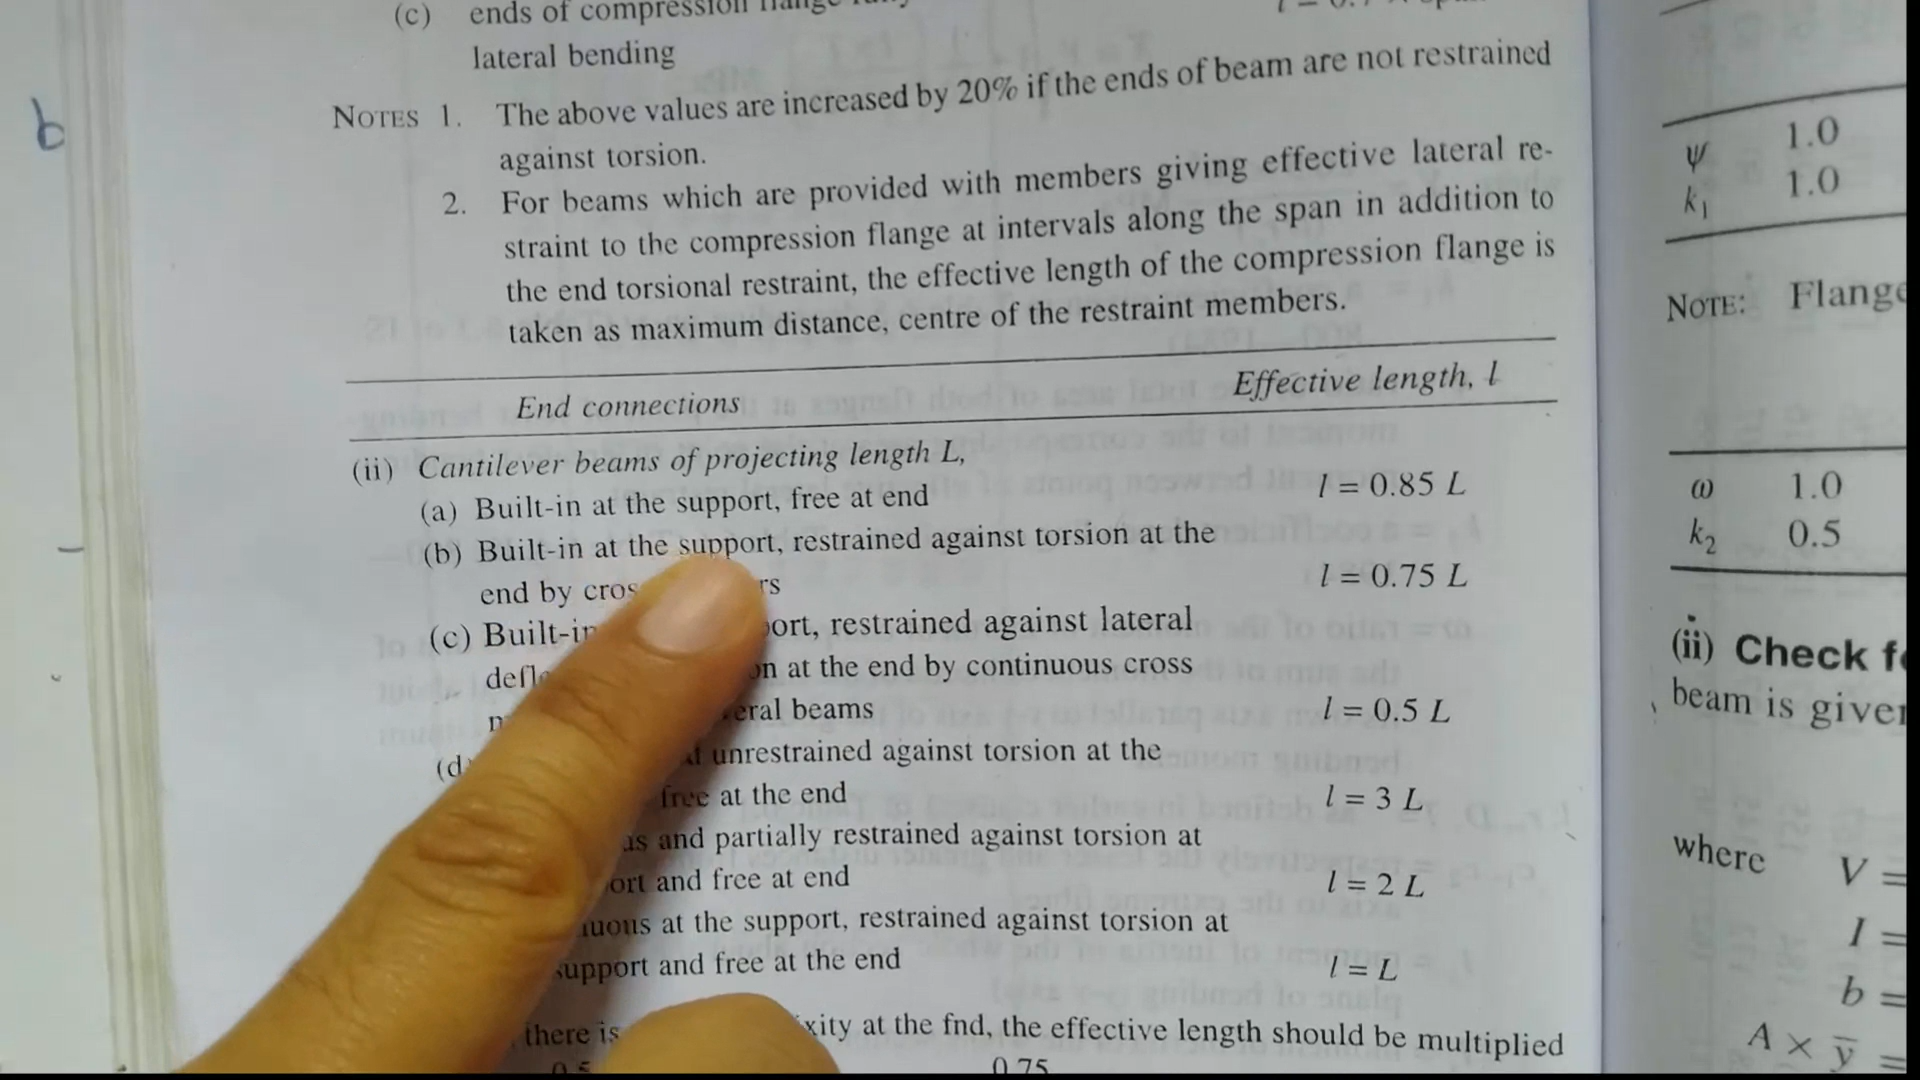 b
(c) ends of compression
lateral bending
NOTES 1. The above values are increased by 20% if the ends of beam are not restrained
against torsion.
2. For beams which are provided with members giving effective lateral re-
straint to the compression flange at intervals along the span in addition to
the end torsional restraint, the effective length of the compression flange is
taken as maximum distance, centre of the restraint members.
End connections Effective length, l
(ii) Cantilever beams of projecting length L,
(a) Built-in at the support, free at end l = 0.85 L
(b) Built-in at the support, restrained against torsion at the
end by l = 0.75 L
(c) restrained against lateral
at the end by continuous cross
beams l = 0.5 L
(d) unrestrained against torsion at the
free at the end l = 3 L
and partially restrained against torsion at
and free at end l = 2 L
at the support, restrained against torsion at
support and free at the end l = L
there is at the fnd, the effective length should be multiplied
0.75
ψ 1.0
k1 1.0
NOTE: Flange
ω 1.0
k2 0.5
(ii) Check
beam is given
where V =
I =
b =
A × y̅ =